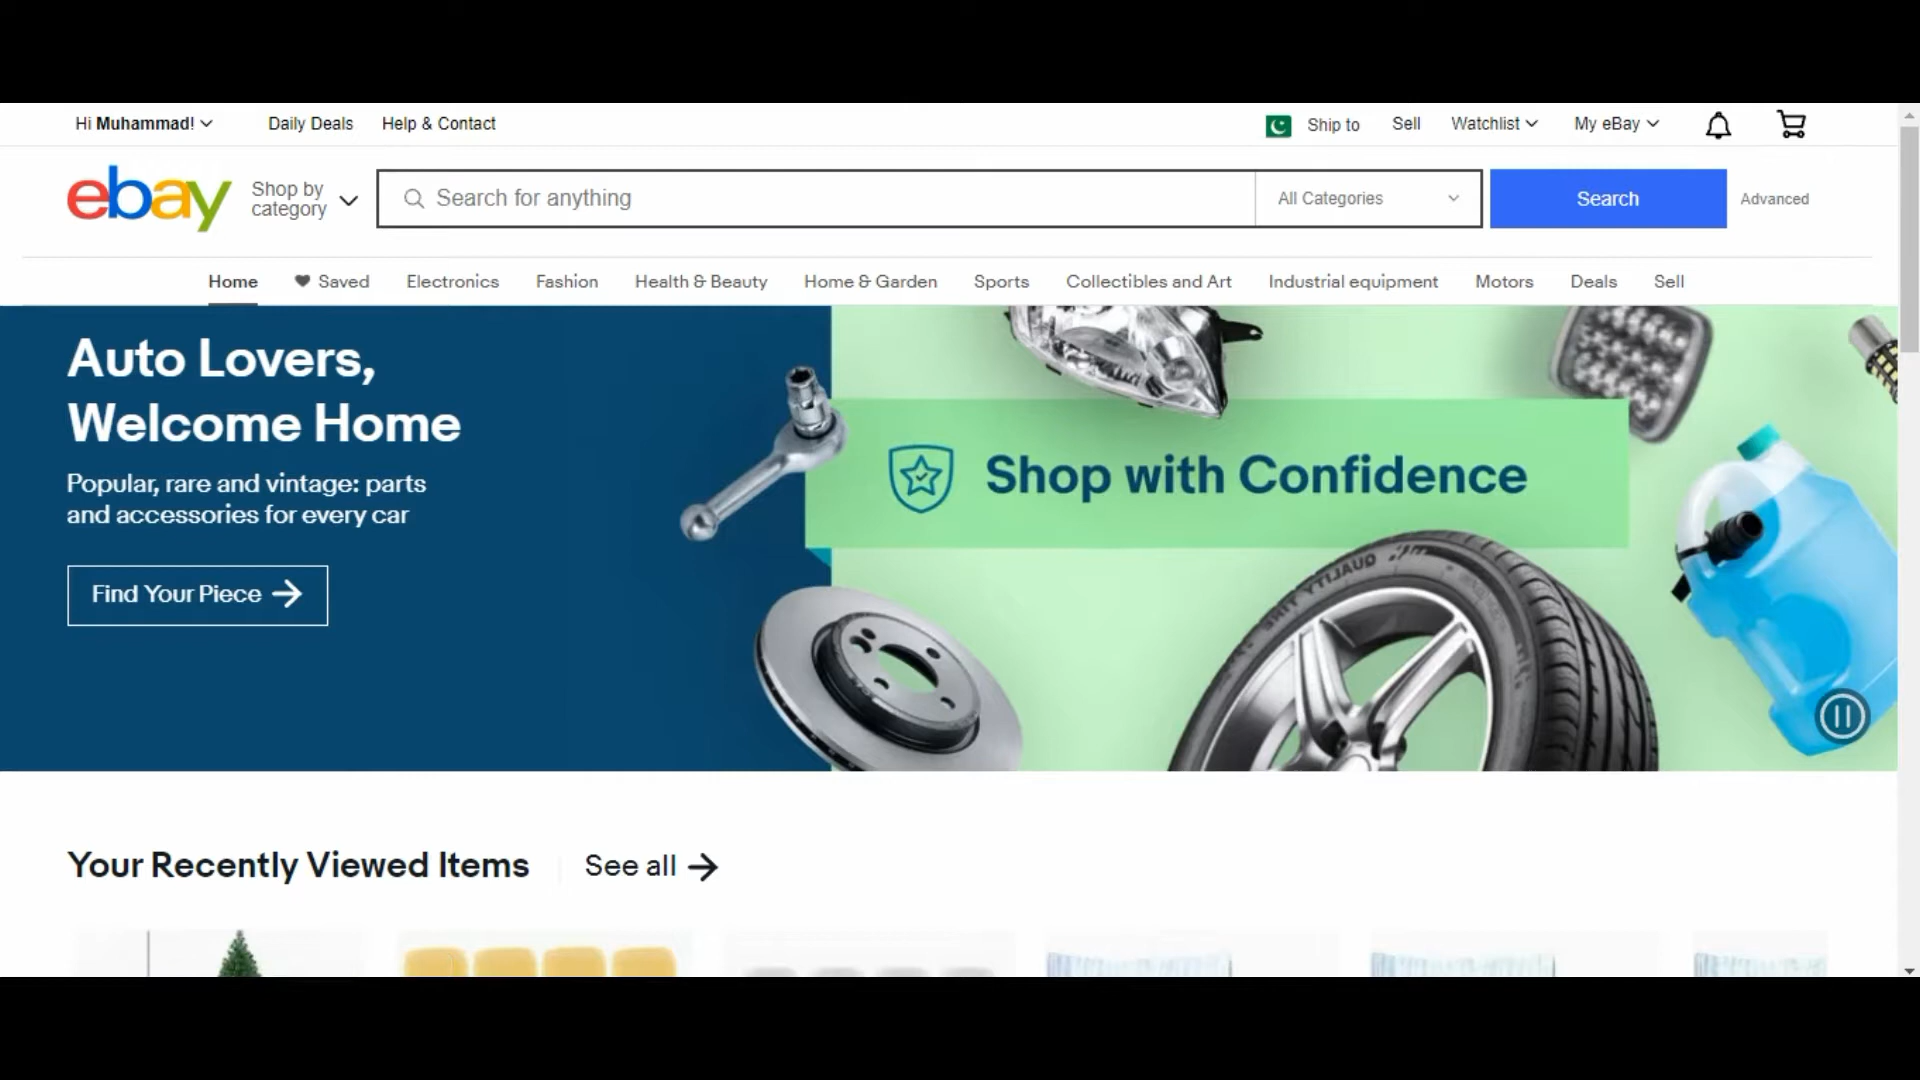 Hi Muhammad! Daily Deals Help & Contact Ship to Sell Watchlist My eBay
ebay
Shop by
category
Search for anything
All Categories
Search
Advanced
Home Saved Electronics Fashion Health & Beauty Home & Garden Sports Collectibles and Art Industrial equipment Motors Deals Sell
Auto Lovers,
Welcome Home
Popular, rare and vintage: parts
and accessories for every car
Find Your Piece
Shop with Confidence
QUALITY TIRE
Your Recently Viewed Items
See all